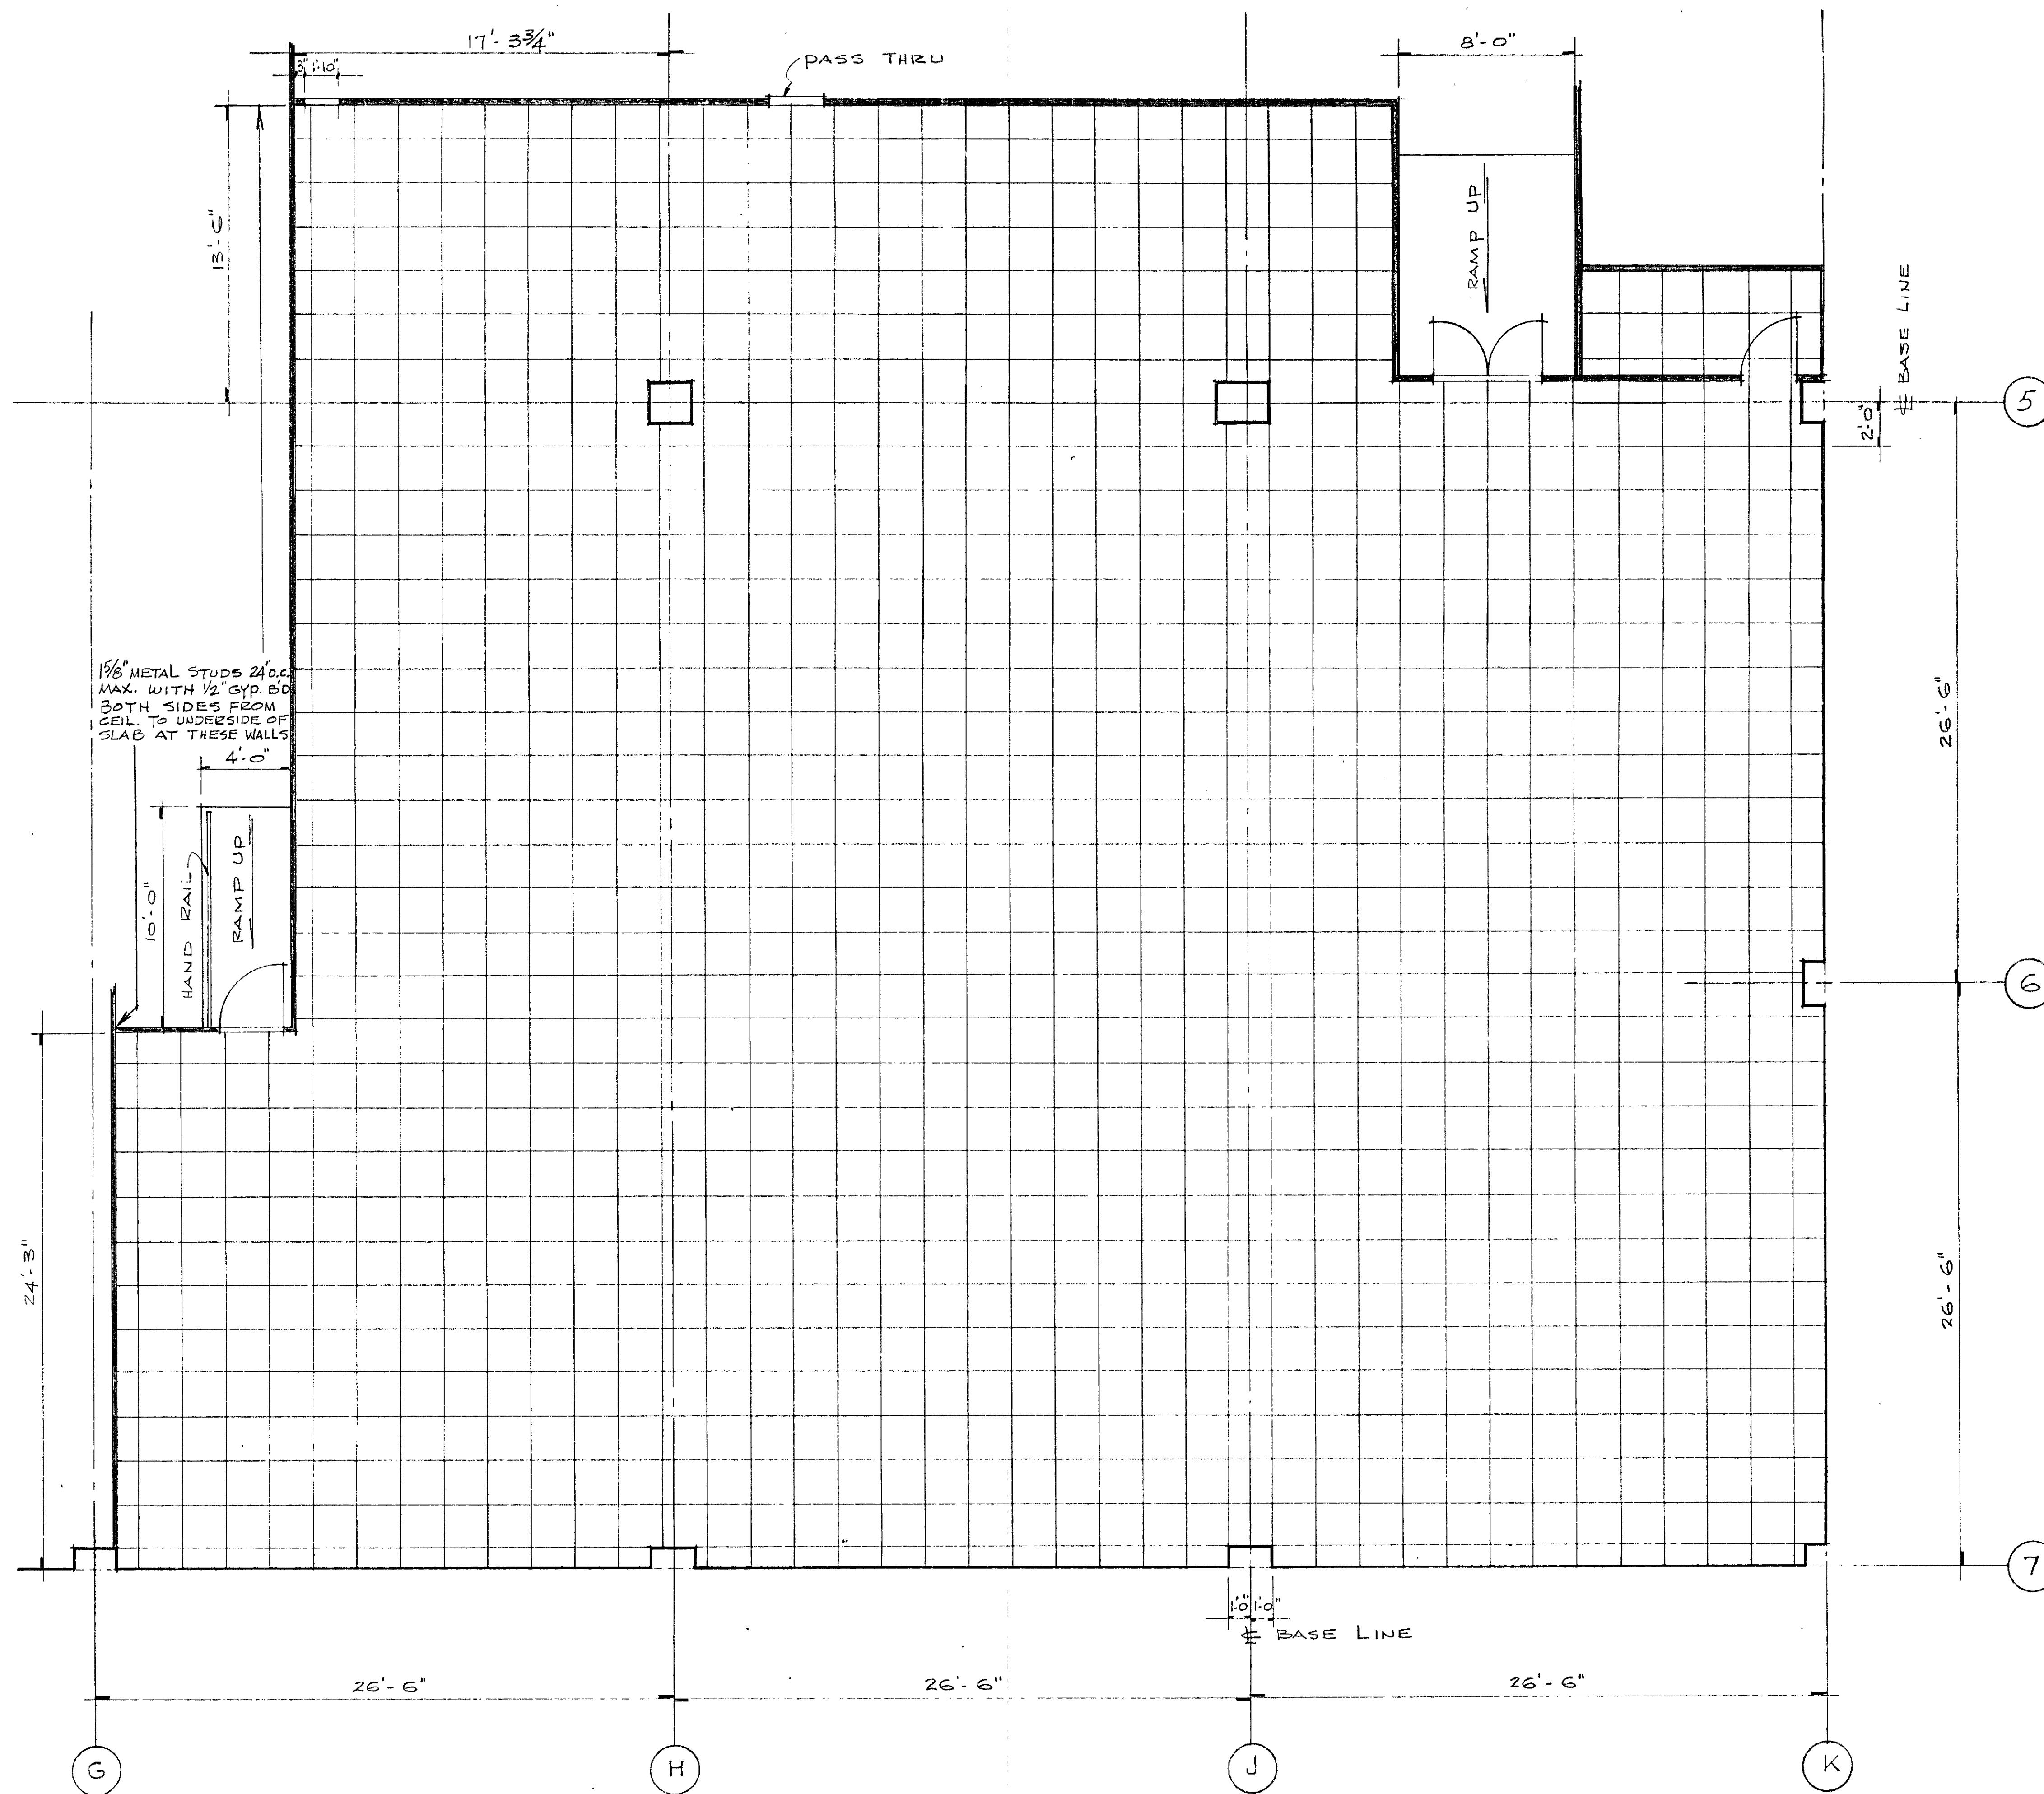 17'-3¾"
3" 1'-10"
PASS THRU
8'-0"
13'-6"
RAMP UP
℄ BASE LINE
5
2'-0"
1⅝" METAL STUDS 24" O.C.
MAX. WITH ½" GYP. B'D
BOTH SIDES FROM
CEIL. TO UNDERSIDE OF
SLAB AT THESE WALLS
4'-0"
10'-0"
HAND RAIL
RAMP UP
26'-6"
6
24'-3"
26'-6"
7
1'-0" 1'-0"
℄ BASE LINE
26'-6"
26'-6"
26'-6"
G
H
J
K